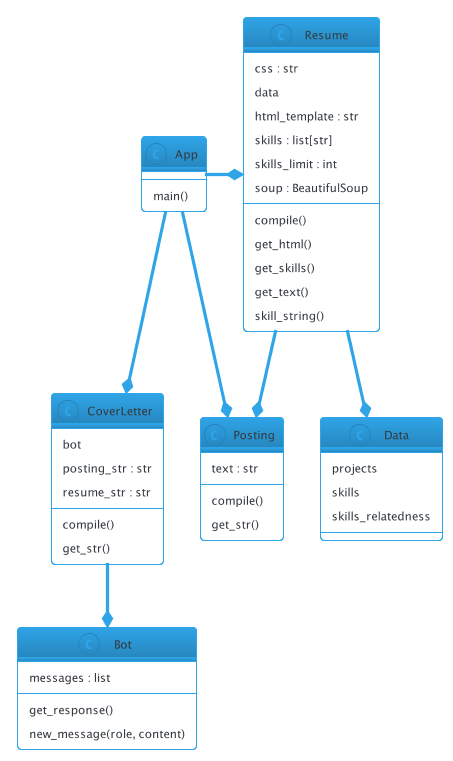 C Resume
css : str
data
html_template : str
skills : list[str]
skills_limit : int
soup : BeautifulSoup
compile()
get_html()
get_skills()
get_text()
skill_string()
C App
main()
C CoverLetter
bot
posting_str : str
resume_str : str
compile()
get_str()
C Posting
text : str
compile()
get_str()
C Data
projects
skills
skills_relatedness
C Bot
messages : list
get_response()
new_message(role, content)